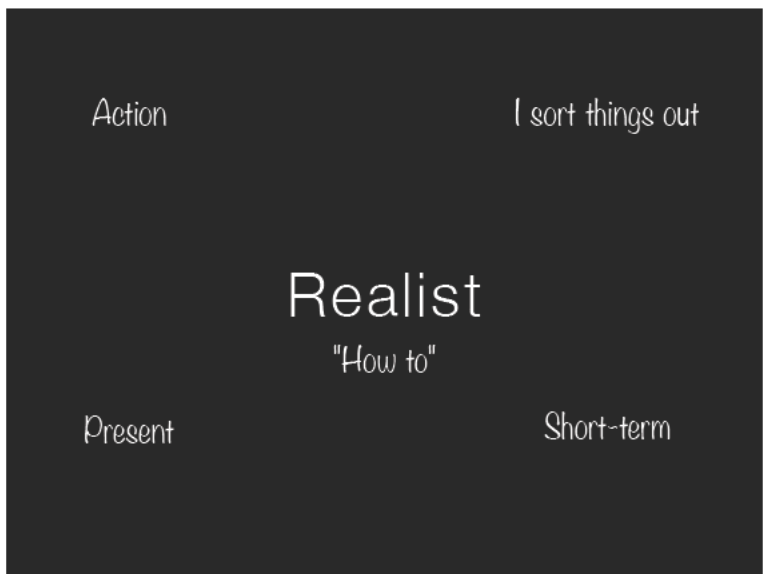 Action
I sort things out
Realist
"How to"
Present
Short-term